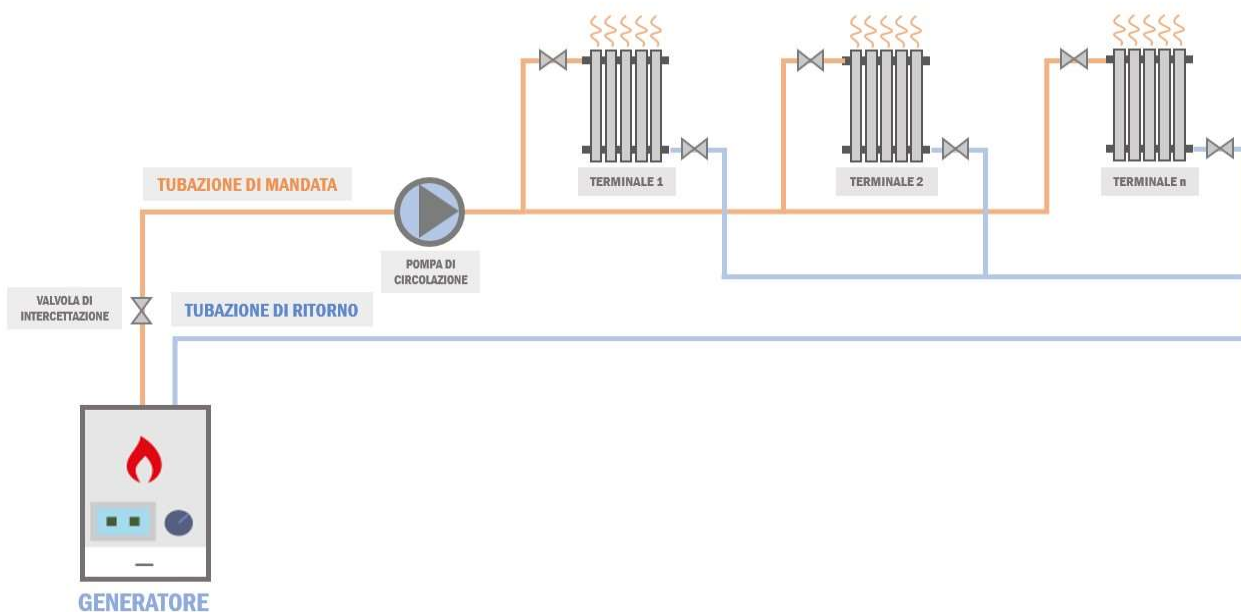 TERMINALE 1
TERMINALE 2
TERMINALE n
TUBAZIONE DI MANDATA
POMPA DI
CIRCOLAZIONE
VALVOLA DI
INTERCETTAZIONE
TUBAZIONE DI RITORNO
GENERATORE